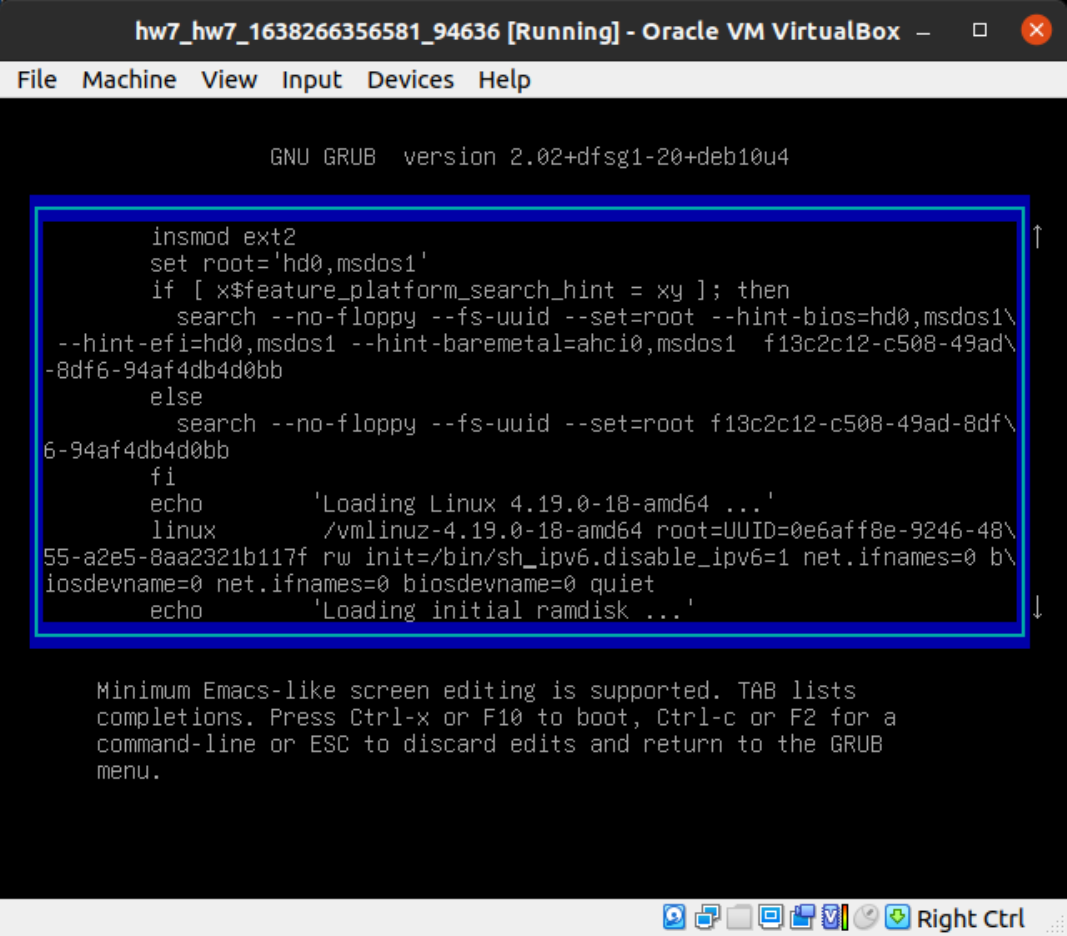 hw7_hw7_1638266356581_94636 [Running] - Oracle VM VirtualBox
File Machine View Input Devices Help
GNU GRUB version 2.02+dfsg1-20+deb10u4
insmod ext2
set root='hd0,msdos1'
if [ x$feature_platform_search_hint = xy ]; then
search --no-floppy --fs-uuid --set=root --hint-bios=hd0,msdos1\
--hint-efi=hd0,msdos1 --hint-baremetal=ahci0,msdos1 f13c2c12-c508-49ad\
-8df6-94af4db4d0bb
else
search --no-floppy --fs-uuid --set=root f13c2c12-c508-49ad-8df\
6-94af4db4d0bb
fi
echo 'Loading Linux 4.19.0-18-amd64 ...'
linux /vmlinuz-4.19.0-18-amd64 root=UUID=0e6aff8e-9246-48\
55-a2e5-8aa2321b117f rw init=/bin/sh_ipv6.disable_ipv6=1 net.ifnames=0 b\
iosdevname=0 net.ifnames=0 biosdevname=0 quiet
echo 'Loading initial ramdisk ...'
Minimum Emacs-like screen editing is supported. TAB lists
completions. Press Ctrl-x or F10 to boot, Ctrl-c or F2 for a
command-line or ESC to discard edits and return to the GRUB
menu.
Right Ctrl